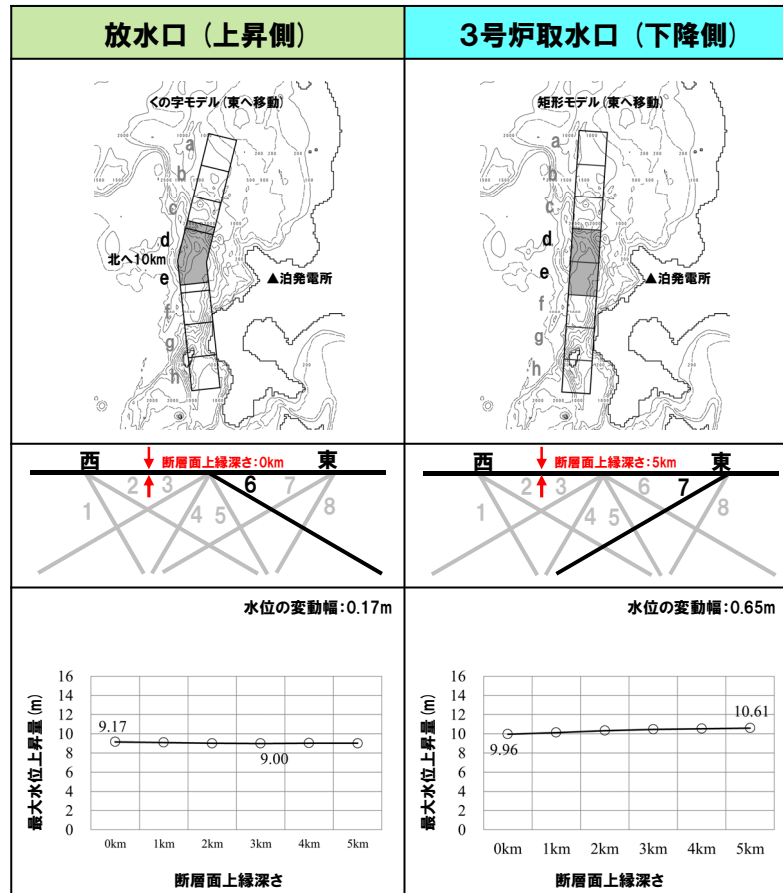 放水口（上昇側）
くの字モデル（東へ移動）
a
b
c
d
北へ10km
e
f
g
h
▲泊発電所
西
断層面上縁深さ:0km
東
1
2
3
4
5
6
7
8
水位の変動幅:0.17m
最大水位上昇量(m)
16
14
12
10
8
6
4
2
0
9.17
9.00
0km 1km 2km 3km 4km 5km
断層面上縁深さ
3号炉取水口（下降側）
矩形モデル（東へ移動）
a
b
c
d
e
f
g
h
▲泊発電所
西
断層面上縁深さ:5km
東
1
2
3
4
5
6
7
8
水位の変動幅:0.65m
最大水位上昇量(m)
16
14
12
10
8
6
4
2
0
9.96
10.61
0km 1km 2km 3km 4km 5km
断層面上縁深さ